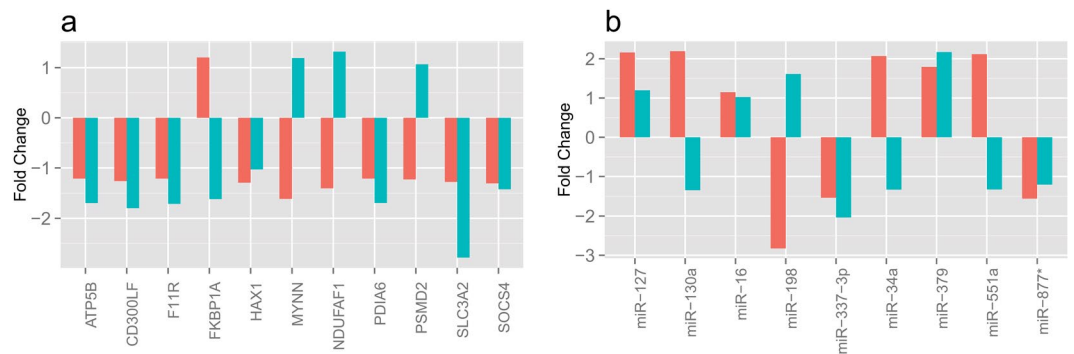 a
Fold Change
1
0
−1
−2
ATP5B
CD300LF
F11R
FKBP1A
HAX1
MYNN
NDUFAF1
PDIA6
PSMD2
SLC3A2
SOCS4
b
Fold Change
2
1
0
−1
−2
−3
miR−127
miR−130a
miR−16
miR−198
miR−337−3p
miR−34a
miR−379
miR−551a
miR−877*